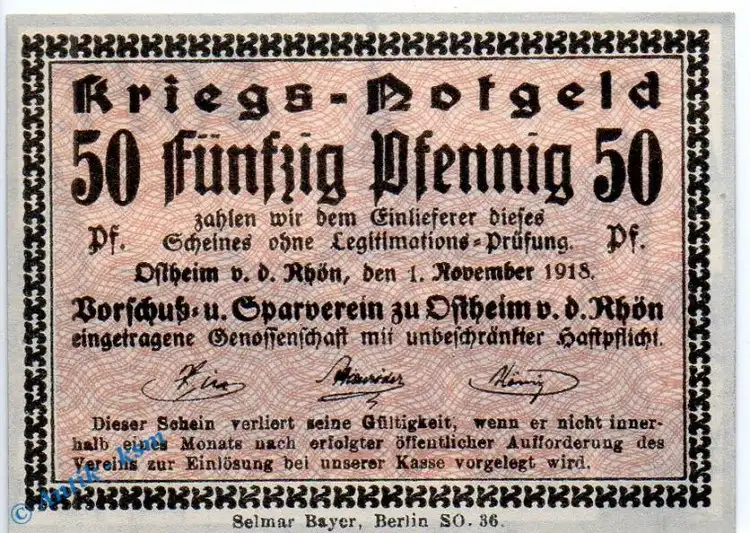 Kriegs-Notgeld
50 Fünfzig Pfennig 50
Pf. zahlen wir dem Einlieferer dieses Pf.
Scheines ohne Legitimations-Prüfung.
Ostheim v. d. Rhön, den 1. November 1918.
Vorschuß- u. Sparverein zu Ostheim v. d. Rhön
eingetragene Genossenschaft mit unbeschränkter Haftpflicht.
König
Dieser Schein verliert seine Gültigkeit, wenn er nicht inner-
halb eines Monats nach erfolgter öffentlicher Aufforderung des
Vereins zur Einlösung bei unserer Kasse vorgelegt wird.
Selmar Bayer, Berlin SO. 36.